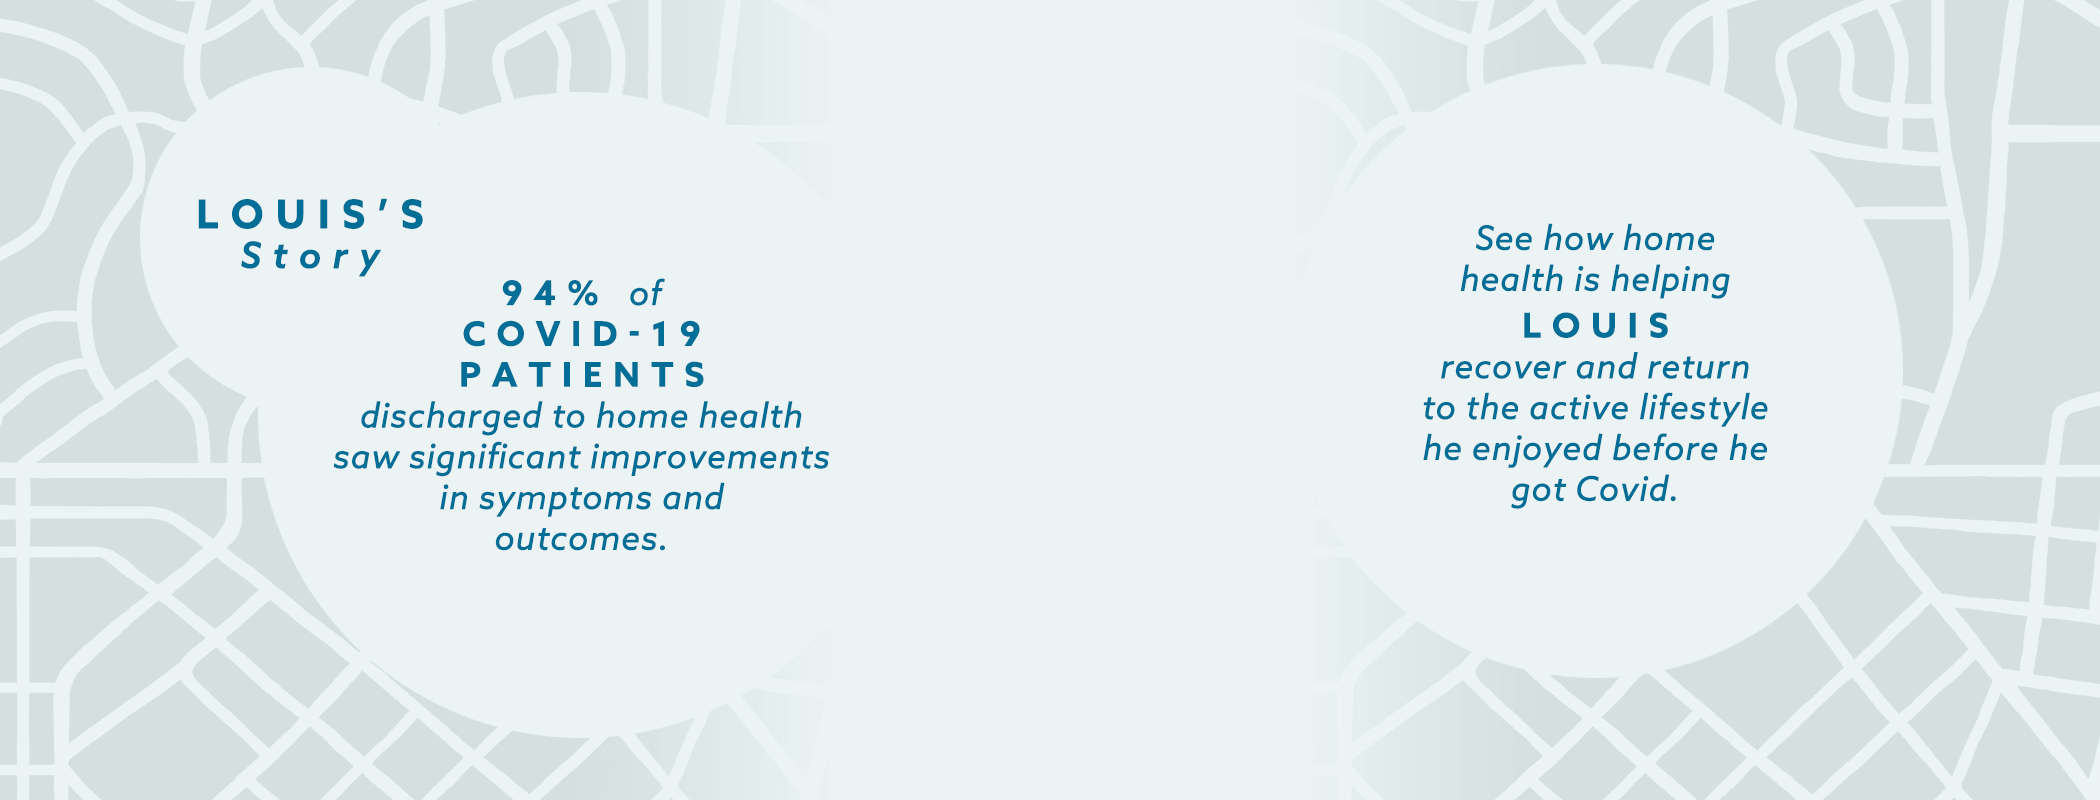 LOUIS’S
Story
94% of
COVID-19
PATIENTS
discharged to home health
saw significant improvements
in symptoms and
outcomes.
See how home
health is helping
LOUIS
recover and return
to the active lifestyle
he enjoyed before he
got Covid.